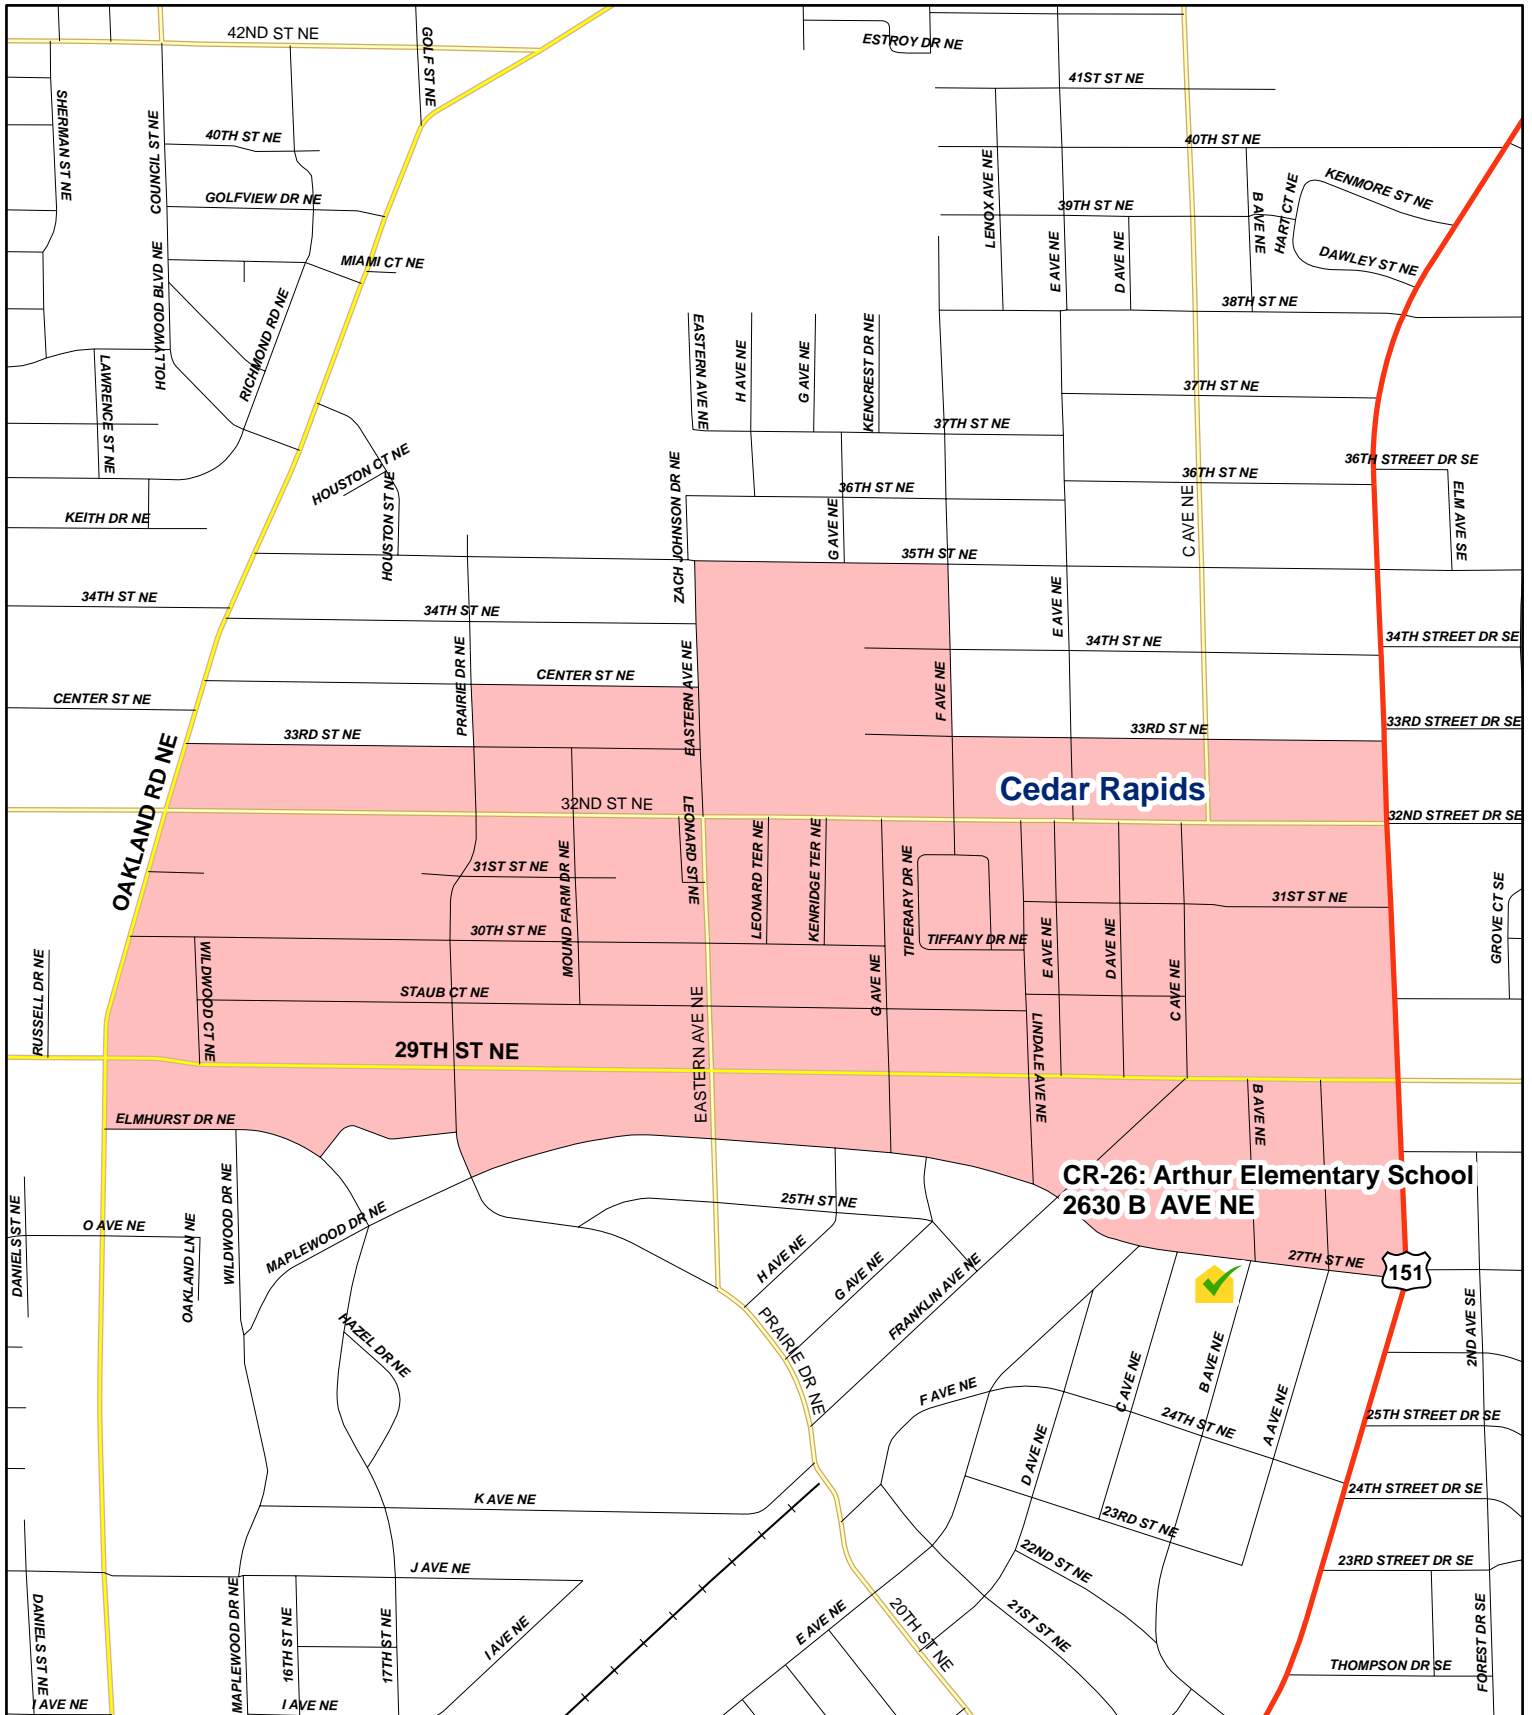 42ND ST NE
GOLF ST NE
ESTROY DR NE
41ST ST NE
SHERMAN ST NE
COUNCIL ST NE
40TH ST NE
40TH ST NE
LENOX AVE NE
B AVE NE
HART CT NE
KENMORE ST NE
GOLFVIEW DR NE
39TH ST NE
E AVE NE
D AVE NE
DAWLEY ST NE
MIAMI CT NE
HOLLYWOOD BLVD NE
RICHMOND RD NE
38TH ST NE
LAWRENCE ST NE
EASTERN AVE NE
H AVE NE
G AVE NE
KENCREST DR NE
37TH ST NE
37TH ST NE
HOUSTON CT NE
HOUSTON ST NE
36TH STREET DR SE
36TH ST NE
36TH ST NE
C AVE NE
ELM AVE SE
KEITH DR NE
ZACH JOHNSON DR NE
G AVE NE
35TH ST NE
34TH ST NE
34TH ST NE
E AVE NE
34TH ST NE
34TH STREET DR SE
PRAIRIE DR NE
CENTER ST NE
EASTERN AVE NE
F AVE NE
CENTER ST NE
33RD ST NE
33RD ST NE
33RD STREET DR SE
OAKLAND RD NE
Cedar Rapids
32ND ST NE
32ND STREET DR SE
LEONARD ST NE
LEONARD TER NE
KENRIDGE TER NE
TIPERARY DR NE
31ST ST NE
MOUND FARM DR NE
31ST ST NE
GROVE CT SE
30TH ST NE
TIFFANY DR NE
E AVE NE
D AVE NE
C AVE NE
RUSSELL DR NE
WILDWOOD CT NE
STAUB CT NE
G AVE NE
EASTERN AVE NE
LINDALE AVE NE
29TH ST NE
B AVE NE
ELMHURST DR NE
CR-26: Arthur Elementary School
2630 B AVE NE
DANIELS ST NE
O AVE NE
OAKLAND LN NE
WILDWOOD DR NE
MAPLEWOOD DR NE
25TH ST NE
H AVE NE
G AVE NE
FRANKLIN AVE NE
27TH ST NE
151
HAZEL DR NE
PRAIRIE DR NE
2ND AVE SE
F AVE NE
C AVE NE
B AVE NE
A AVE NE
24TH ST NE
25TH STREET DR SE
D AVE NE
K AVE NE
24TH STREET DR SE
23RD ST NE
22ND ST NE
23RD STREET DR SE
J AVE NE
DANIELS ST NE
MAPLEWOOD DR NE
16TH ST NE
17TH ST NE
I AVE NE
E AVE NE
20TH ST NE
21ST ST NE
FOREST DR SE
THOMPSON DR SE
I AVE NE
I AVE NE